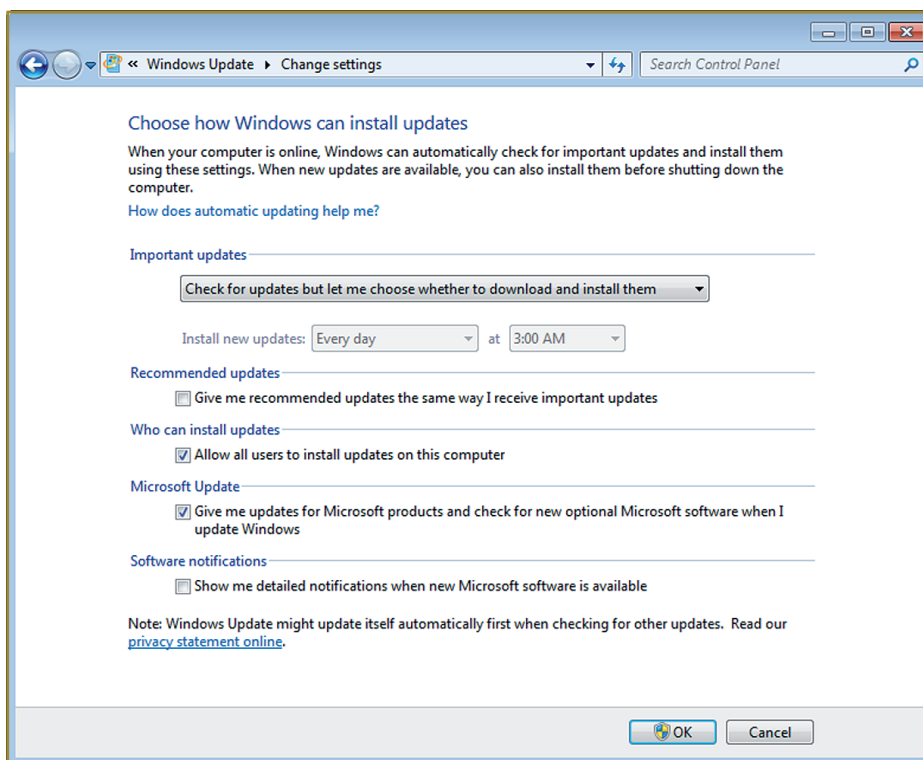 « Windows Update ▸ Change settings
Search Control Panel
Choose how Windows can install updates
When your computer is online, Windows can automatically check for important updates and install them
using these settings. When new updates are available, you can also install them before shutting down the
computer.
How does automatic updating help me?
Important updates
Check for updates but let me choose whether to download and install them
Install new updates: Every day at 3:00 AM
Recommended updates
Give me recommended updates the same way I receive important updates
Who can install updates
Allow all users to install updates on this computer
Microsoft Update
Give me updates for Microsoft products and check for new optional Microsoft software when I
update Windows
Software notifications
Show me detailed notifications when new Microsoft software is available
Note: Windows Update might update itself automatically first when checking for other updates. Read our
privacy statement online.
OK Cancel